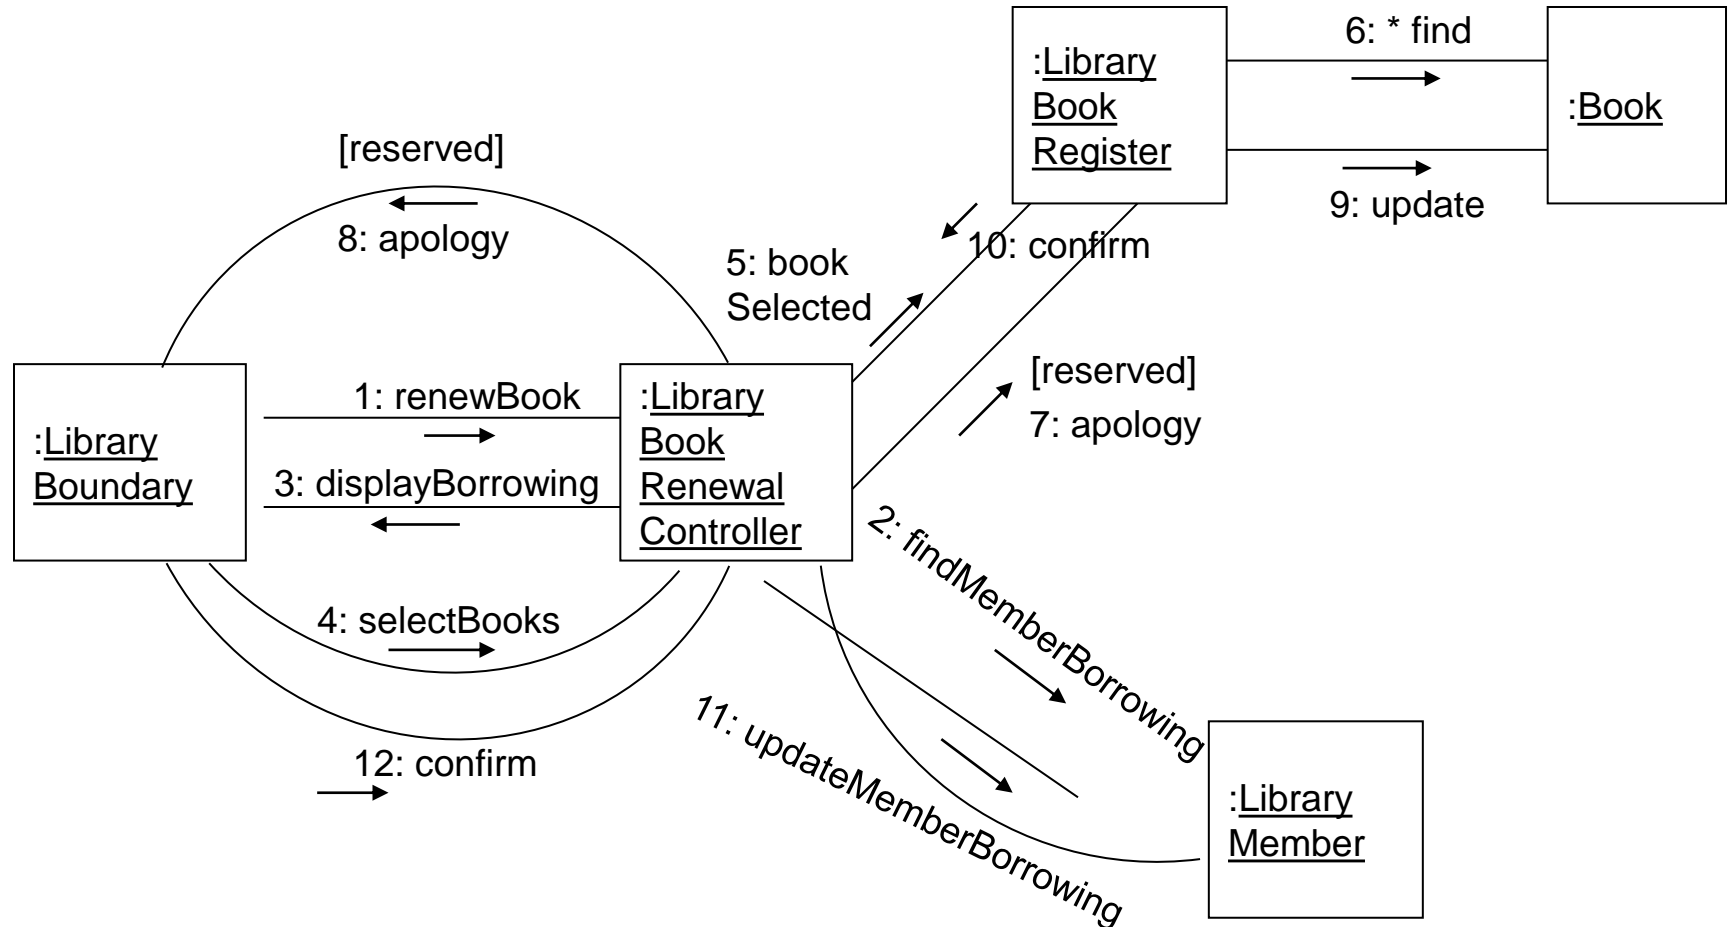 6: * find
:Library
Book
Register
:Book
9: update
[reserved]
8: apology
10: confirm
5: book
Selected
[reserved]
7: apology
1: renewBook
:Library
Boundary
3: displayBorrowing
:Library
Book
Renewal
Controller
2: findMemberBorrowing
4: selectBooks
12: confirm
11: updateMemberBorrowing
:Library
Member